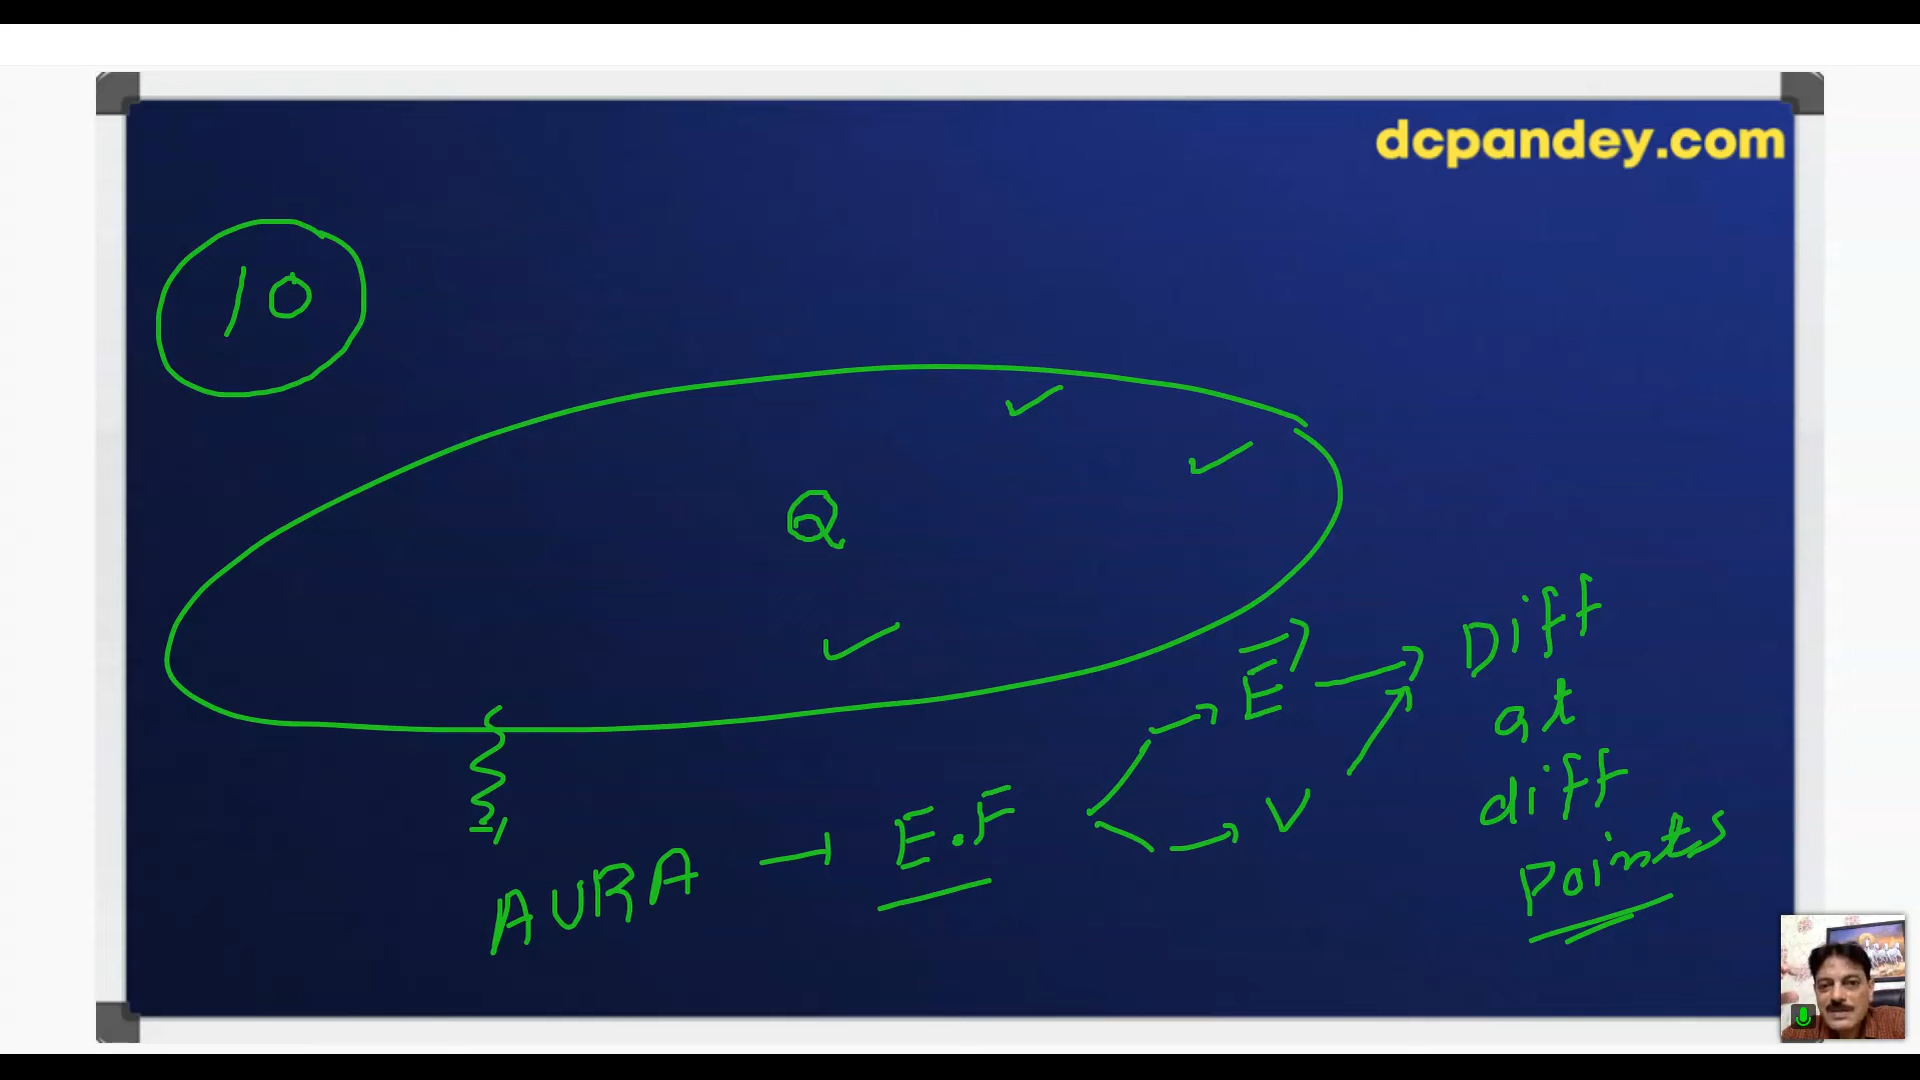 dcpandey.com
10
Q
AURA → E.F
E⃗ → Diff
V at
diff
Points